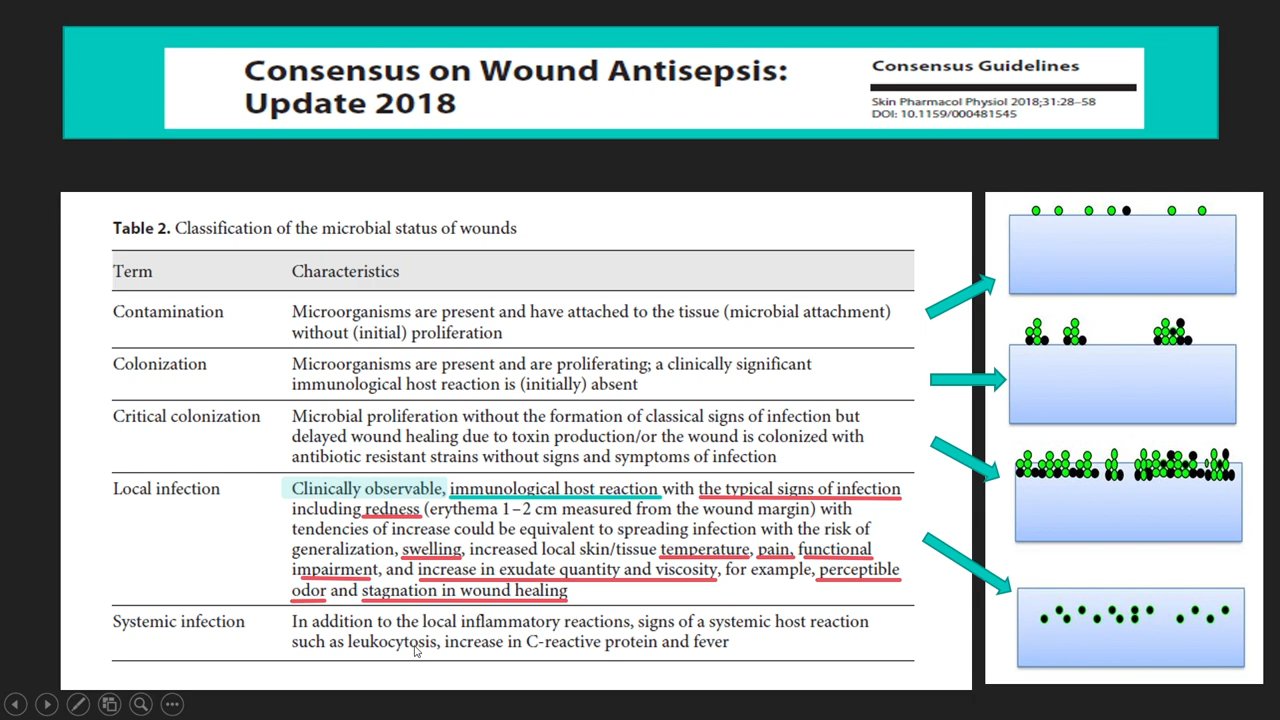 Consensus on Wound Antisepsis:
Update 2018
Consensus Guidelines
Skin Pharmacol Physiol 2018;31:28–58
DOI: 10.1159/000481545
Table 2. Classification of the microbial status of wounds
Term Characteristics
Contamination Microorganisms are present and have attached to the tissue (microbial attachment)
without (initial) proliferation
Colonization Microorganisms are present and are proliferating; a clinically significant
immunological host reaction is (initially) absent
Critical colonization Microbial proliferation without the formation of classical signs of infection but
delayed wound healing due to toxin production/or the wound is colonized with
antibiotic resistant strains without signs and symptoms of infection
Local infection Clinically observable, immunological host reaction with the typical signs of infection
including redness (erythema 1–2 cm measured from the wound margin) with
tendencies of increase could be equivalent to spreading infection with the risk of
generalization, swelling, increased local skin/tissue temperature, pain, functional
impairment, and increase in exudate quantity and viscosity, for example, perceptible
odor and stagnation in wound healing
Systemic infection In addition to the local inflammatory reactions, signs of a systemic host reaction
such as leukocytosis, increase in C-reactive protein and fever